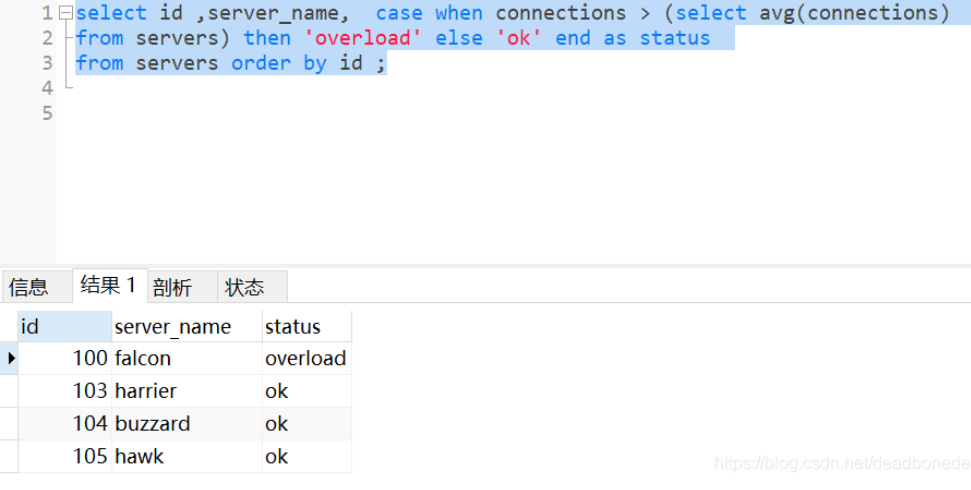 1 select id ,server_name,  case when connections > (select avg(connections)
2 from servers) then 'overload' else 'ok' end as status
3 from servers order by id ;
4
5
信息 结果 1 剖析 状态
id server_name status
100 falcon overload
103 harrier ok
104 buzzard ok
105 hawk ok
https://blog.csdn.net/deadbonede